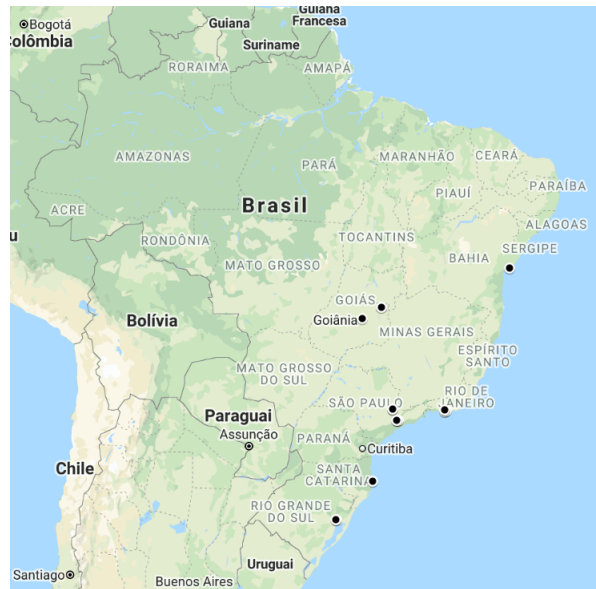 Guiana
Francesa
Bogotá
Guiana
Colômbia
Suriname
RORAIMA
AMAPÁ
AMAZONAS
PARÁ
MARANHÃO
CEARÁ
PIAUÍ
PARAÍBA
ACRE
Brasil
ALAGOAS
RONDÔNIA
TOCANTINS
SERGIPE
u
MATO GROSSO
BAHIA
GOIÁS
Bolívia
Goiânia
MINAS GERAIS
ESPÍRITO
SANTO
MATO GROSSO
DO SUL
RIO DE
JANEIRO
SÃO PAULO
Paraguai
Assunção
PARANÁ
Curitiba
Chile
SANTA
CATARINA
RIO GRANDE
DO SUL
Uruguai
Santiago
Buenos Aires